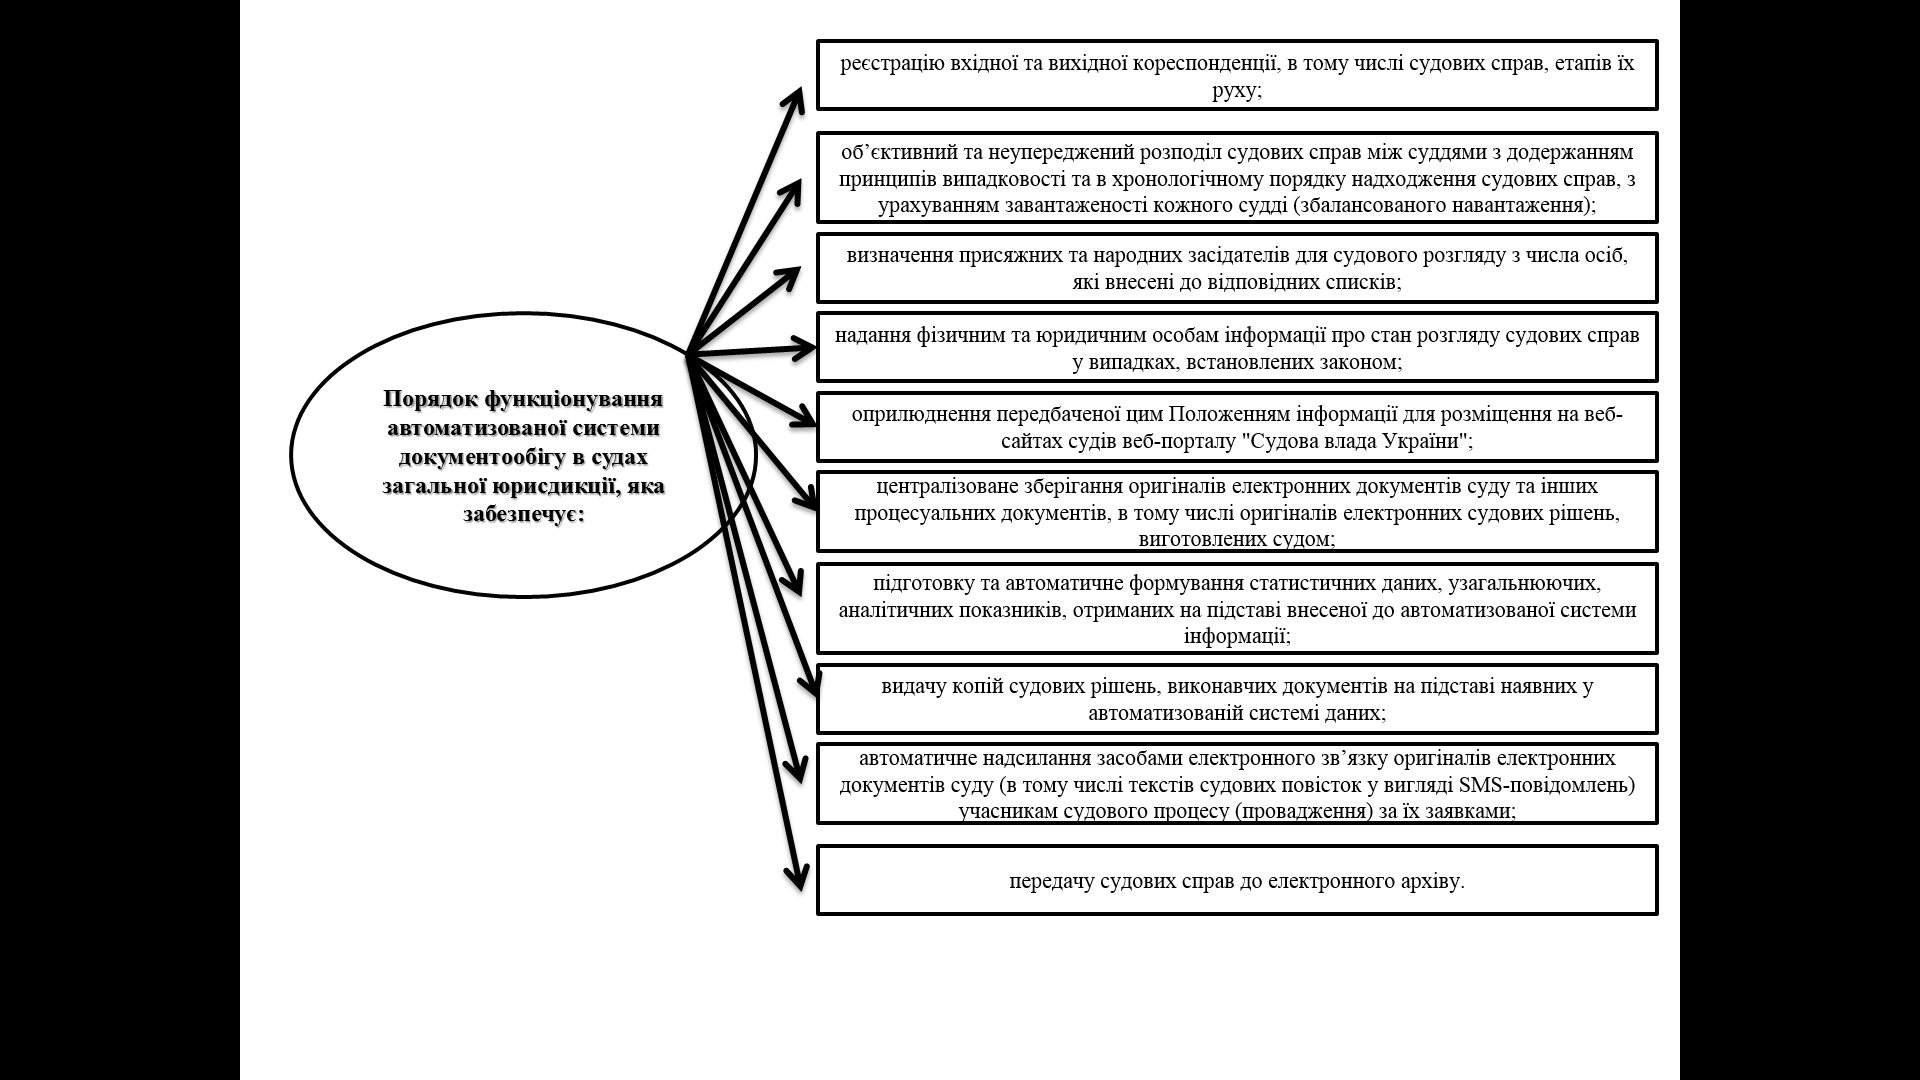 Порядок функціонування
автоматизованої системи
документообігу в судах
загальної юрисдикції, яка
забезпечує:
реєстрацію вхідної та вихідної кореспонденції, в тому числі судових справ, етапів їх
руху;
об’єктивний та неупереджений розподіл судових справ між суддями з додержанням
принципів випадковості та в хронологічному порядку надходження судових справ, з
урахуванням завантаженості кожного судді (збалансованого навантаження);
визначення присяжних та народних засідателів для судового розгляду з числа осіб,
які внесені до відповідних списків;
надання фізичним та юридичним особам інформації про стан розгляду судових справ
у випадках, встановлених законом;
оприлюднення передбаченої цим Положенням інформації для розміщення на веб-
сайтах судів веб-порталу "Судова влада України";
централізоване зберігання оригіналів електронних документів суду та інших
процесуальних документів, в тому числі оригіналів електронних судових рішень,
виготовлених судом;
підготовку та автоматичне формування статистичних даних, узагальнюючих,
аналітичних показників, отриманих на підставі внесеної до автоматизованої системи
інформації;
видачу копій судових рішень, виконавчих документів на підставі наявних у
автоматизованій системі даних;
автоматичне надсилання засобами електронного зв’язку оригіналів електронних
документів суду (в тому числі текстів судових повісток у вигляді SMS-повідомлень)
учасникам судового процесу (провадження) за їх заявками;
передачу судових справ до електронного архіву.